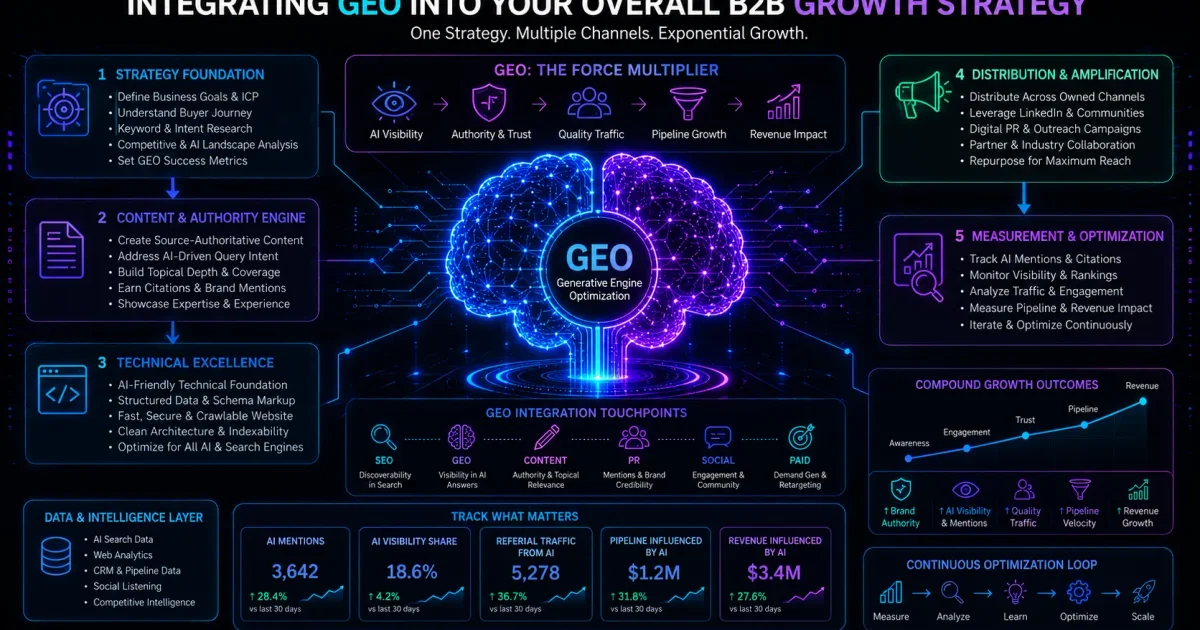 INTEGRATING GEO INTO YOUR OVERALL B2B GROWTH STRATEGY
One Strategy. Multiple Channels. Exponential Growth.
1 STRATEGY FOUNDATION
• Define Business Goals & ICP
• Understand Buyer Journey
• Keyword & Intent Research
• Competitive & AI Landscape Analysis
• Set GEO Success Metrics
2 CONTENT & AUTHORITY ENGINE
• Create Source-Authoritative Content
• Address AI-Driven Query Intent
• Build Topical Depth & Coverage
• Earn Citations & Brand Mentions
• Showcase Expertise & Experience
3 TECHNICAL EXCELLENCE
• AI-Friendly Technical Foundation
• Structured Data & Schema Markup
• Fast, Secure & Crawlable Website
• Clean Architecture & Indexability
• Optimize for All AI & Search Engines
DATA & INTELLIGENCE LAYER
• AI Search Data
• Web Analytics
• CRM & Pipeline Data
• Social Listening
• Competitive Intelligence
GEO: THE FORCE MULTIPLIER
AI Visibility
Authority & Trust
Quality Traffic
Pipeline Growth
Revenue Impact
GEO
Generative Engine
Optimization
GEO INTEGRATION TOUCHPOINTS
SEO
Discoverability
in Search
GEO
Visibility in AI
Answers
CONTENT
Authority & Topical
Relevance
PR
Mentions & Brand
Credibility
SOCIAL
Engagement &
Community
PAID
Demand Gen &
Retargeting
TRACK WHAT MATTERS
AI MENTIONS
3,642
↑ 28.4%
vs last 30 days
AI VISIBILITY SHARE
18.6%
↑ 4.2%
vs last 30 days
REFERIAL TRAFFIC
FROM AI
5,278
↑ 36.7%
vs last 30 days
PIPELINE INFLUENCED
BY AI
$1.2M
↑ 31.8%
vs last 30 days
REVENUE INFLUENCED
BY AI
$3.4M
↑ 27.6%
vs last 30 days
4 DISTRIBUTION & AMPLIFICATION
• Distribute Across Owned Channels
• Leverage LinkedIn & Communities
• Digital PR & Outreach Campaigns
• Partner & Industry Collaboration
• Repurpose for Maximum Reach
5 MEASUREMENT & OPTIMIZATION
• Track AI Mentions & Citations
• Monitor Visibility & Rankings
• Analyze Traffic & Engagement
• Measure Pipeline & Revenue Impact
• Iterate & Optimize Continuously
COMPOUND GROWTH OUTCOMES
Awareness
Engagement
Trust
Pipeline
Revenue
↑ Brand
Authority
↑ AI Visibility
& Mentions
↑ Quality
Traffic
↑ Pipeline
Velocity
↑ Revenue
Growth
CONTINUOUS OPTIMIZATION LOOP
Measure
Analyze
Learn
Optimize
Scale